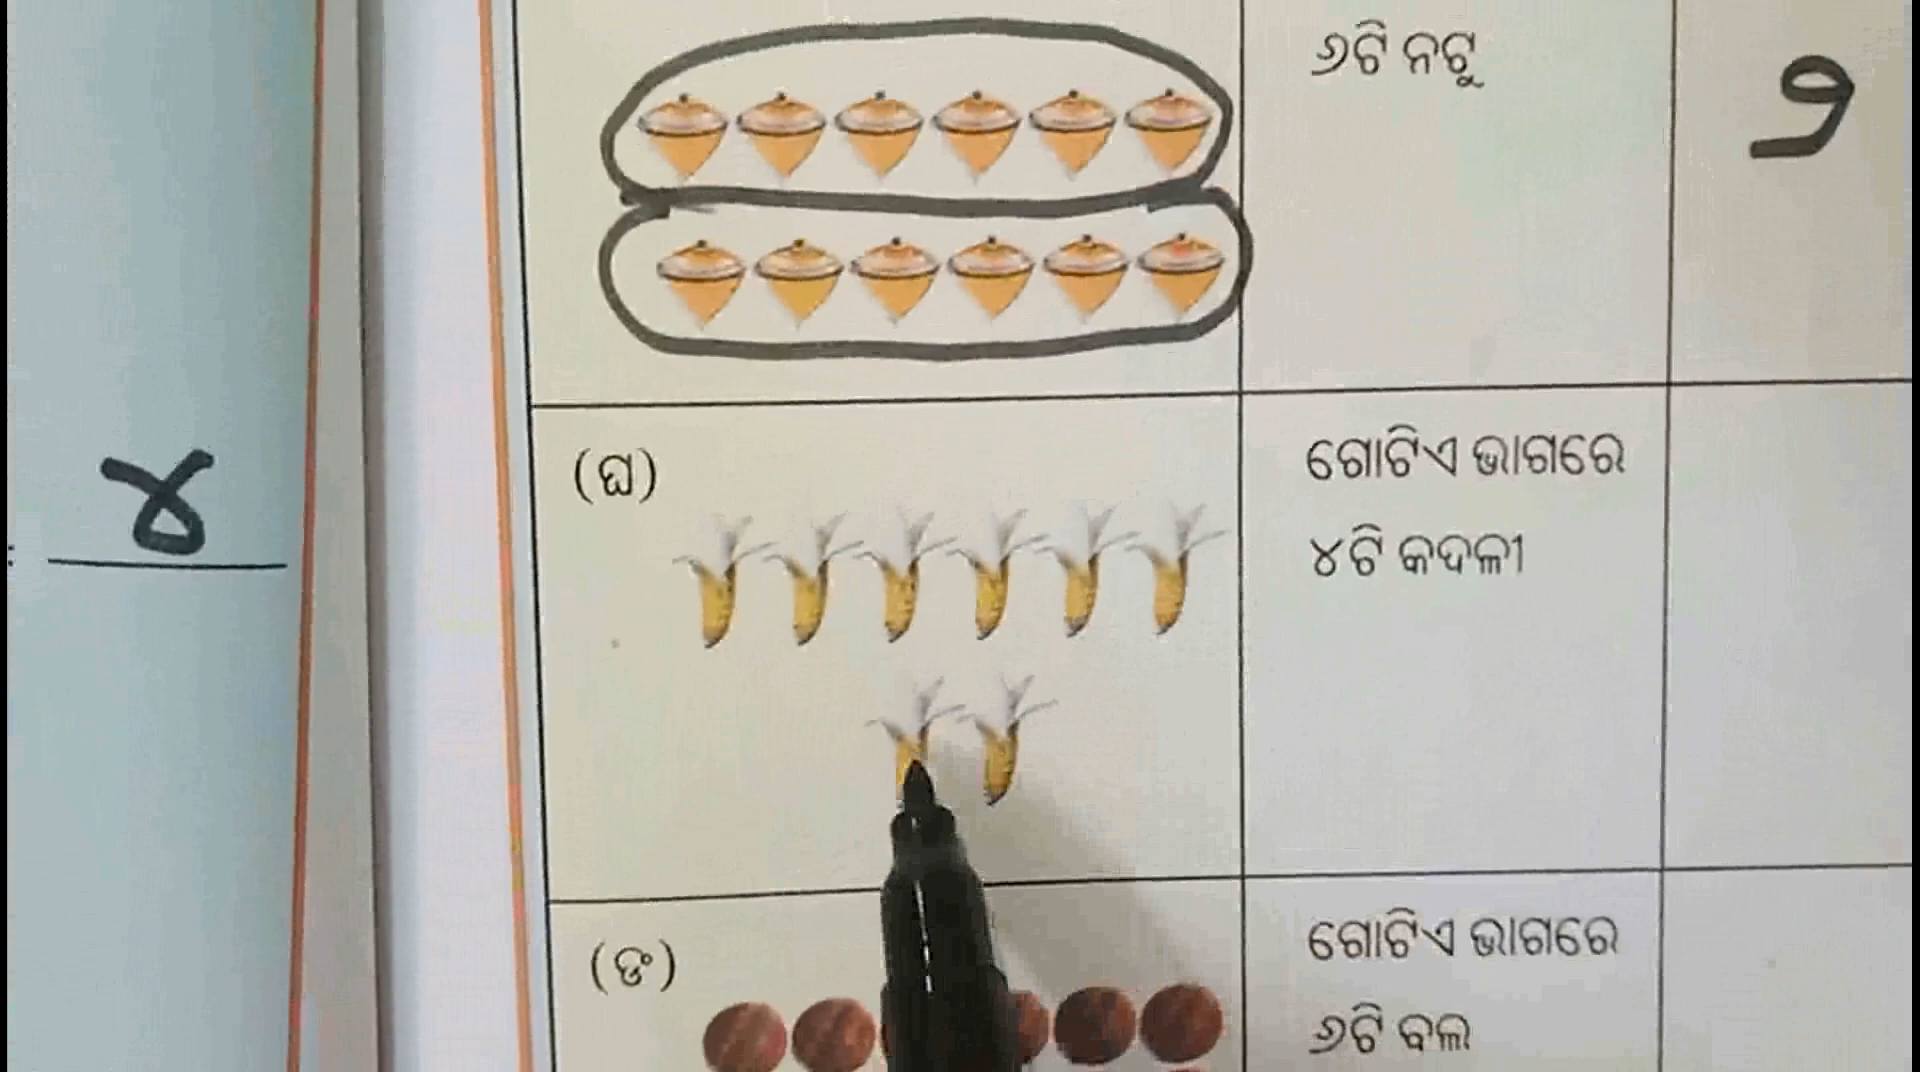 ୬ଟି ନଟୁ
୨
୪
(ଘ)
ଗୋଟିଏ ଭାଗରେ
୪ଟି କଦଳୀ
(ଙ)
ଗୋଟିଏ ଭାଗରେ
୬ଟି ବଲ